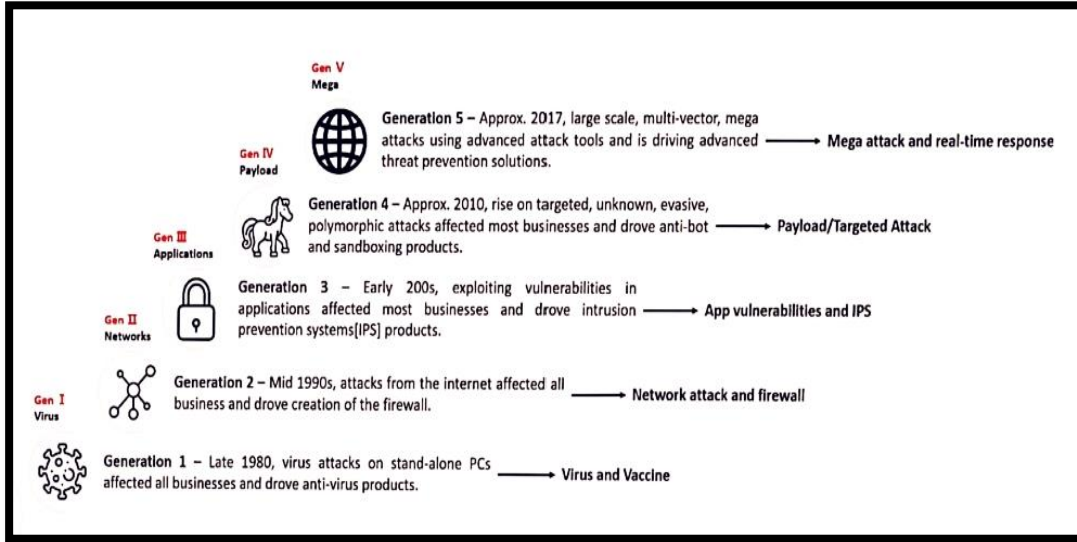 Gen V
Mega
Generation 5 – Approx. 2017, large scale, multi-vector, mega
attacks using advanced attack tools and is driving advanced
threat prevention solutions.
Mega attack and real-time response
Gen IV
Payload
Generation 4 – Approx. 2010, rise on targeted, unknown, evasive,
polymorphic attacks affected most businesses and drove anti-bot
and sandboxing products.
Payload/Targeted Attack
Gen III
Applications
Generation 3 – Early 200s, exploiting vulnerabilities in
applications affected most businesses and drove intrusion
prevention systems[IPS] products.
App vulnerabilities and IPS
Gen II
Networks
Generation 2 – Mid 1990s, attacks from the internet affected all
business and drove creation of the firewall.
Network attack and firewall
Gen I
Virus
Generation 1 – Late 1980, virus attacks on stand-alone PCs
affected all businesses and drove anti-virus products.
Virus and Vaccine